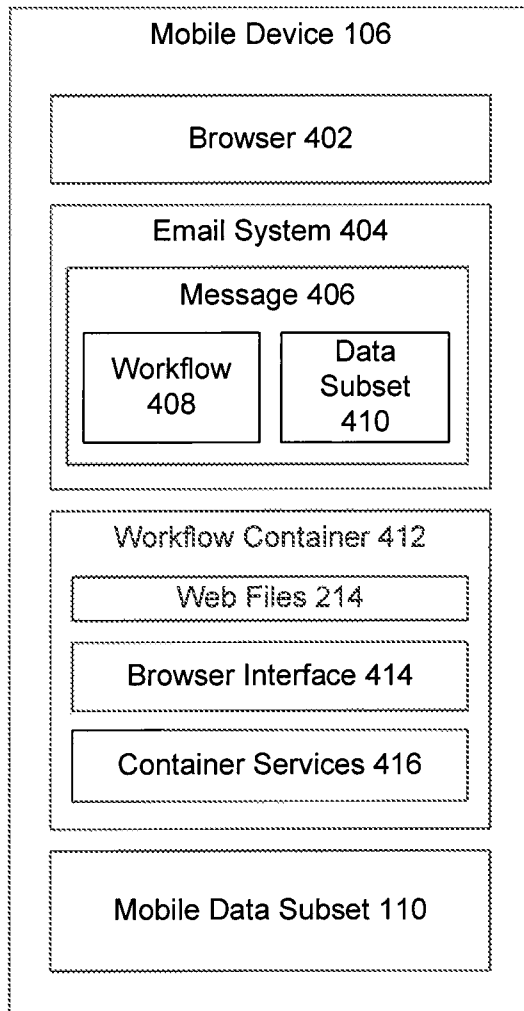 Mobile Device 106
Browser 402
Email System 404
Message 406
Workflow
408
Data
Subset
410
Workflow Container 412
Web Files 214
Browser Interface 414
Container Services 416
Mobile Data Subset 110